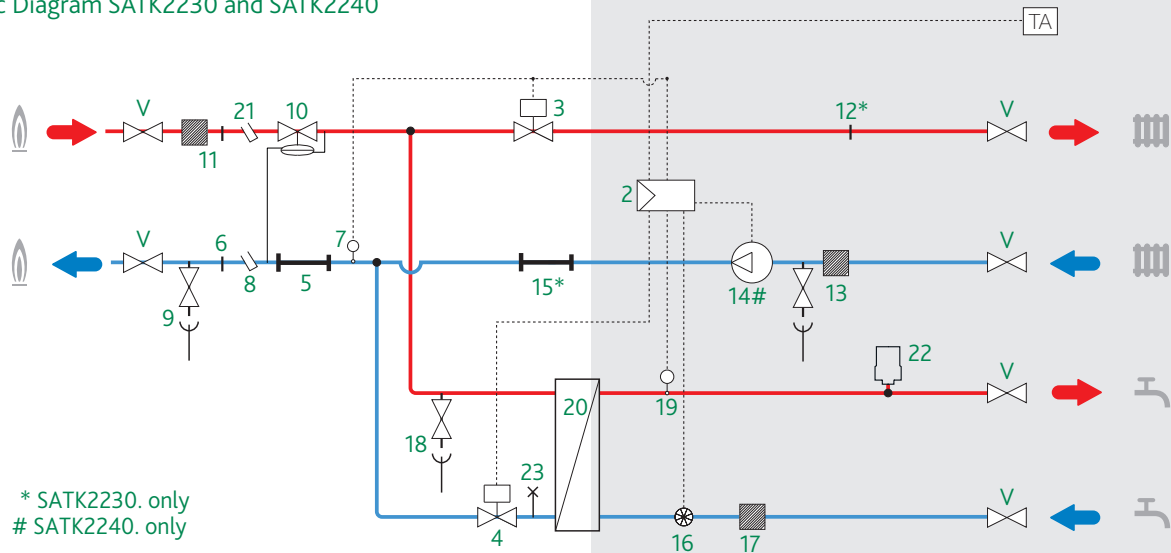 c Diagram SATK2230 and SATK2240
TA
V
21
10
3
12*
V
11
2
V
6
8
5
7
15*
14#
13
V
9
22
V
20
19
18
23
* SATK2230. only
# SATK2240. only
4
16
17
V